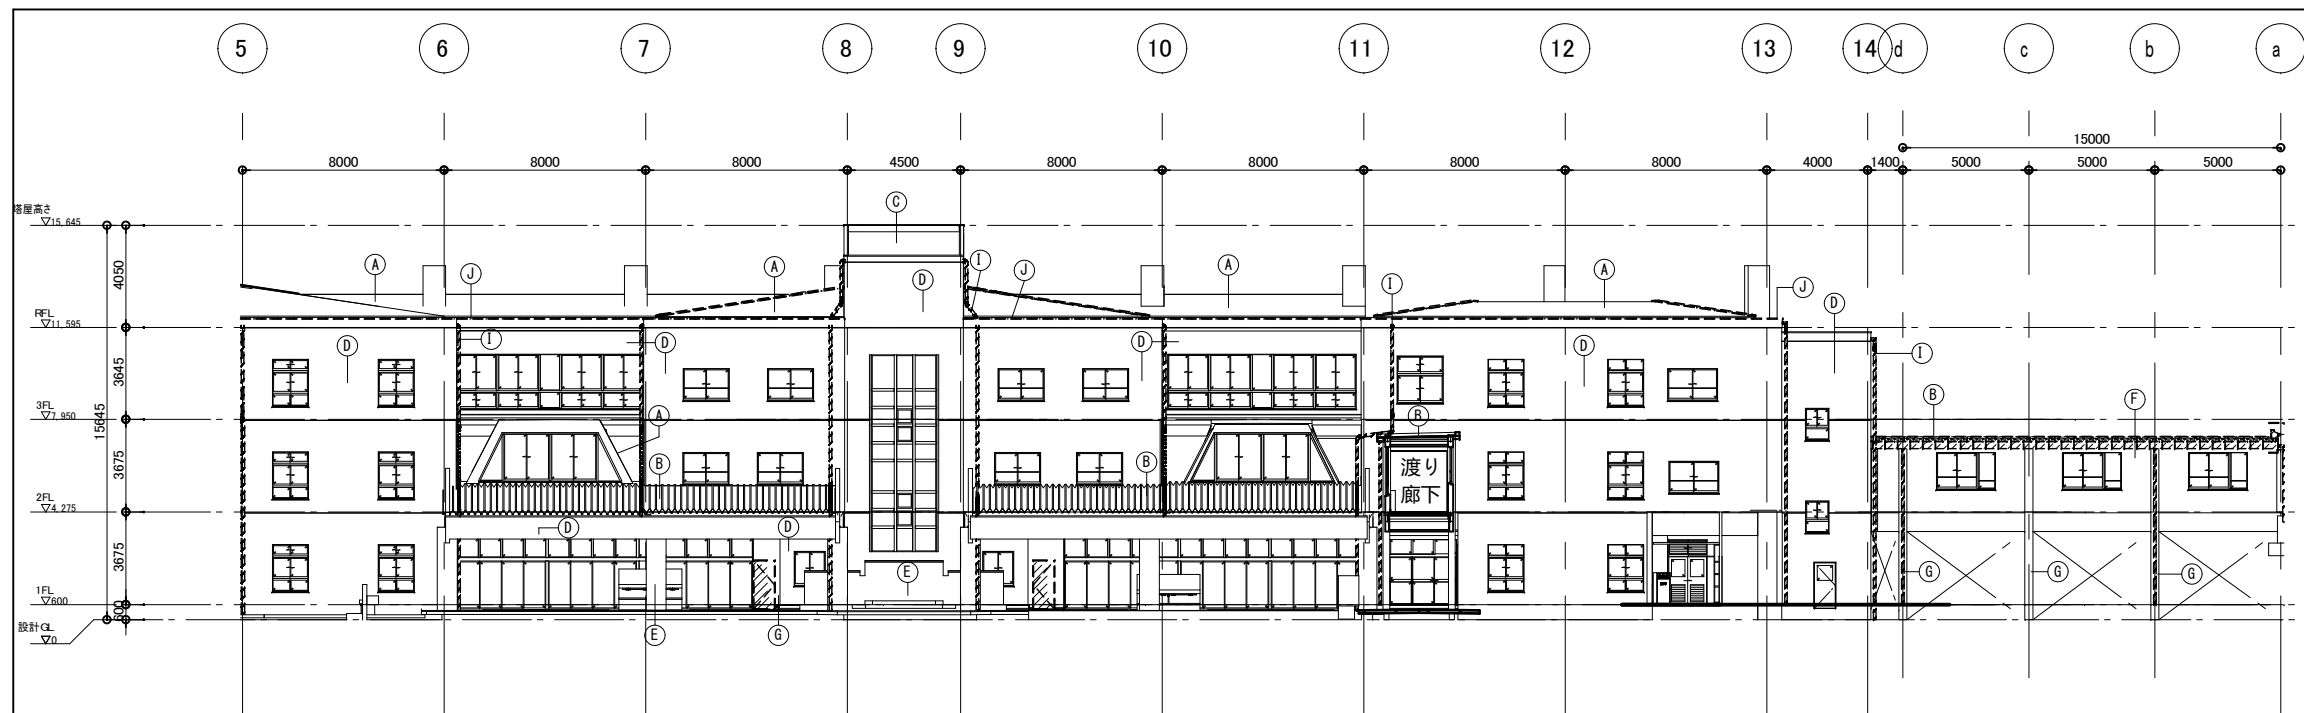 5 6 7 8 9 10 11 12 13 14 d c b a
15000
8000 8000 8000 4500 8000 8000 8000 8000 4000 1400 5000 5000 5000
C
塔屋高さ
▽15,645
4050
A J A D I J A I A J D
RFL
▽11,595
D I D D D I
3645
3FL
▽7,950
15645
A B B F
3675
B B
渡り
廊下
2FL
▽4,275
D D
3675
E G G G
1FL
▽600
600
設計GL
▽0
E G